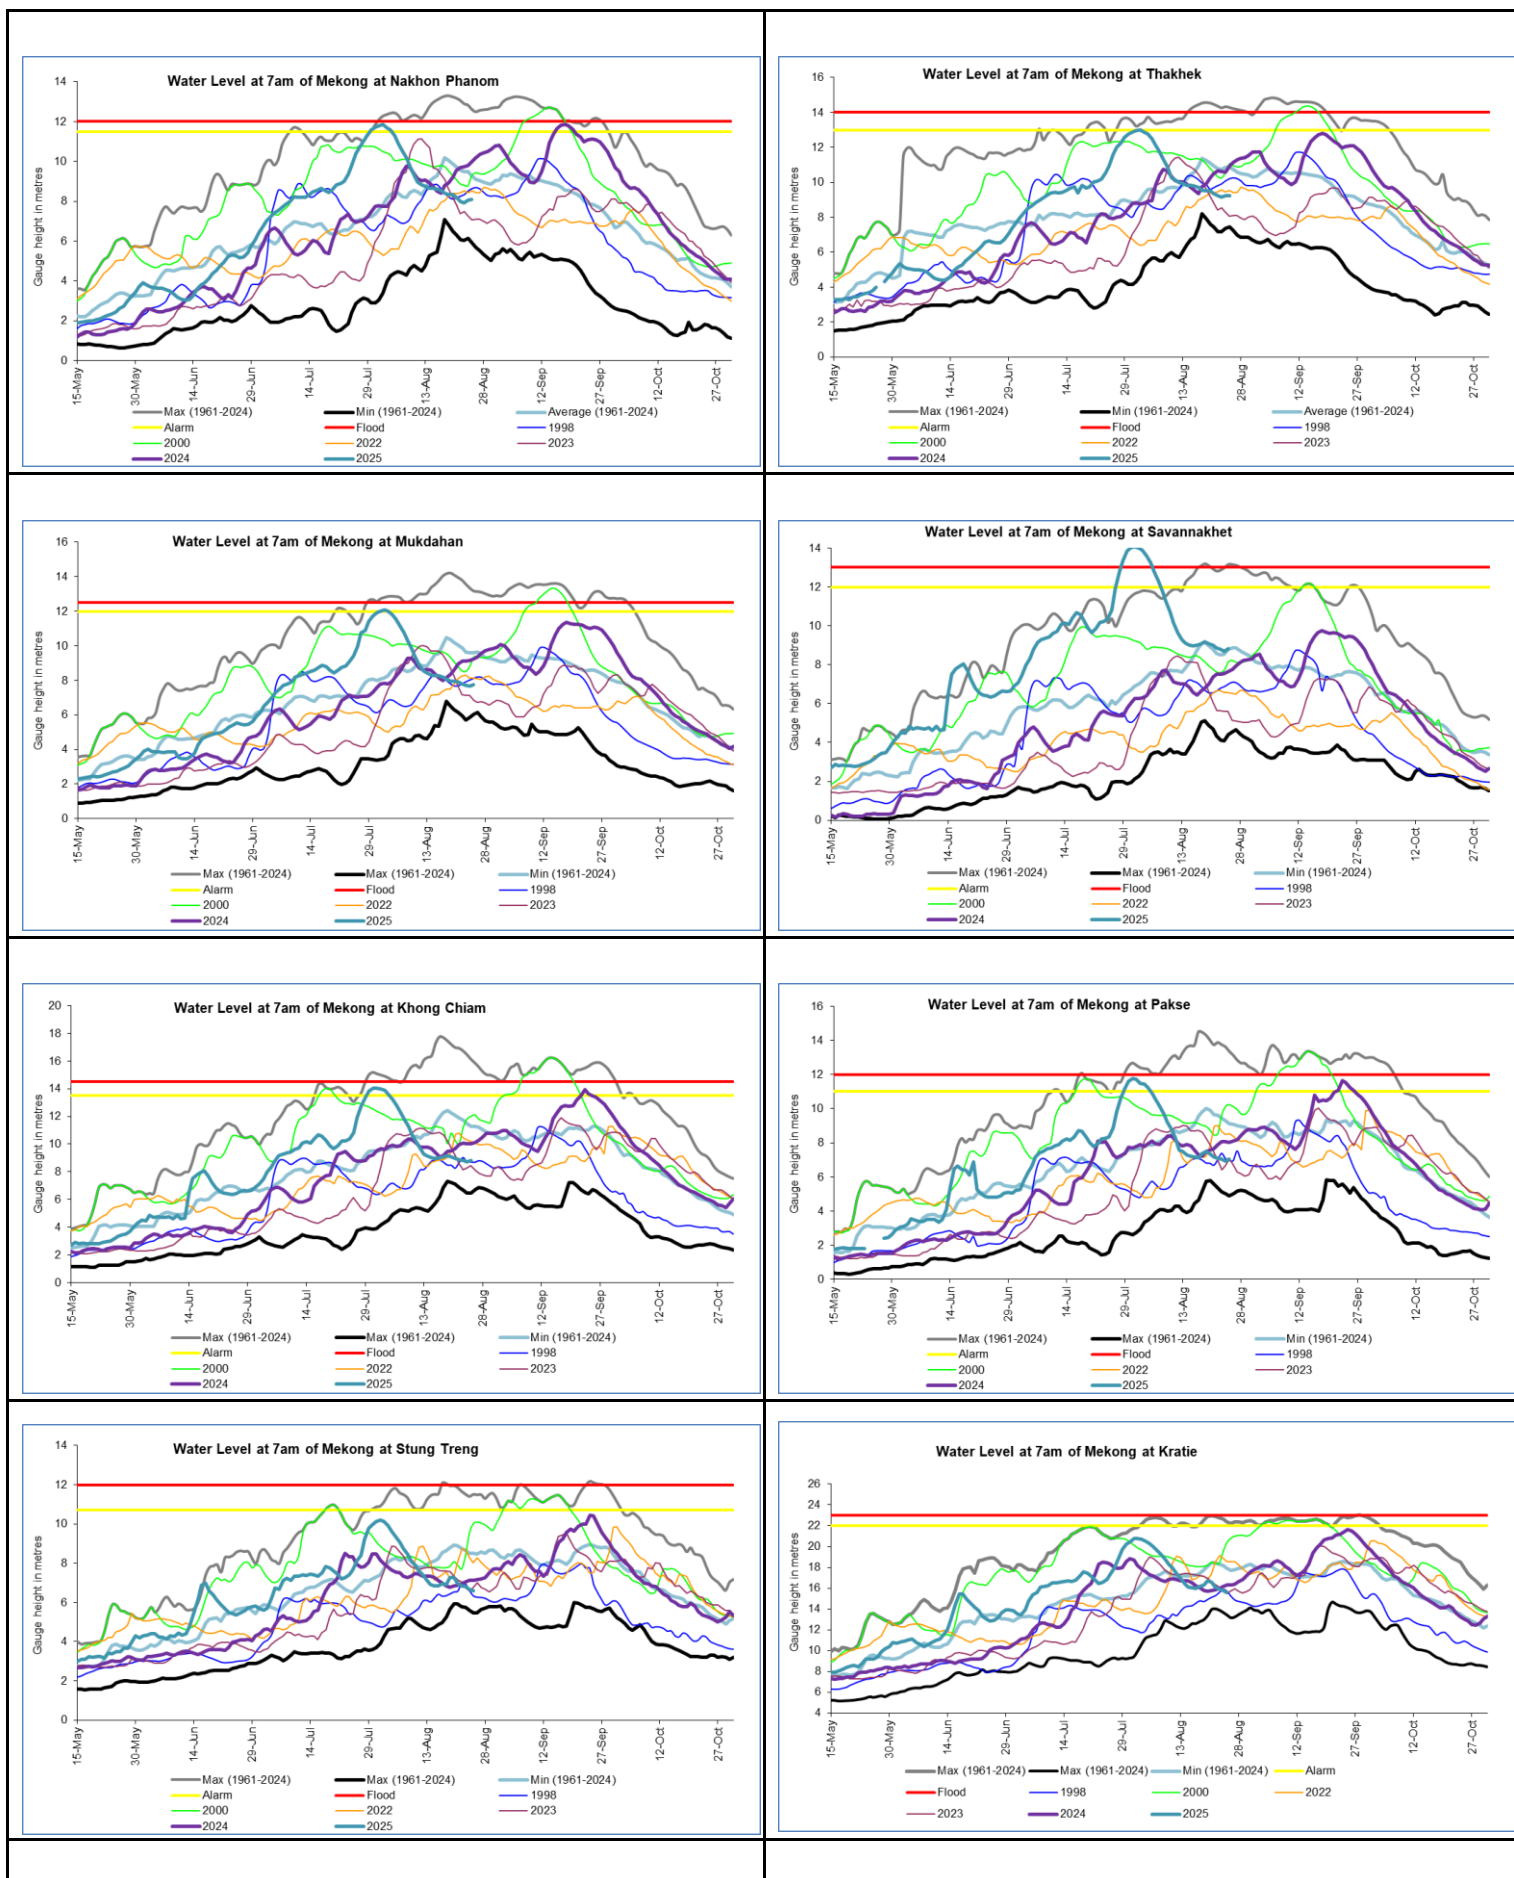 Water Level at 7am of Mekong at Nakhon Phanom
Gauge height in metres
14
12
10
8
6
4
2
0
15-May
30-May
14-Jun
29-Jun
14-Jul
29-Jul
13-Aug
28-Aug
12-Sep
27-Sep
12-Oct
27-Oct
Max (1961-2024) Min (1961-2024) Average (1961-2024)
Alarm Flood 1998
2000 2022 2023
2024 2025
Water Level at 7am of Mekong at Thakhek
Gauge height in metres
16
14
12
10
8
6
4
2
0
15-May
30-May
14-Jun
29-Jun
14-Jul
29-Jul
13-Aug
28-Aug
12-Sep
27-Sep
12-Oct
27-Oct
Max (1961-2024) Min (1961-2024) Average (1961-2024)
Alarm Flood 1998
2000 2022 2023
2024 2025
Water Level at 7am of Mekong at Mukdahan
Gauge height in metres
16
14
12
10
8
6
4
2
0
15-May
30-May
14-Jun
29-Jun
14-Jul
29-Jul
13-Aug
28-Aug
12-Sep
27-Sep
12-Oct
27-Oct
Max (1961-2024) Max (1961-2024) Min (1961-2024)
Alarm Flood 1998
2000 2022 2023
2024 2025
Water Level at 7am of Mekong at Savannakhet
Gauge height in metres
14
12
10
8
6
4
2
0
15-May
30-May
14-Jun
29-Jun
14-Jul
29-Jul
13-Aug
28-Aug
12-Sep
27-Sep
12-Oct
27-Oct
Max (1961-2024) Max (1961-2024) Min (1961-2024)
Alarm Flood 1998
2000 2022 2023
2024 2025
Water Level at 7am of Mekong at Khong Chiam
Gauge height in metres
20
18
16
14
12
10
8
6
4
2
0
15-May
30-May
14-Jun
29-Jun
14-Jul
29-Jul
13-Aug
28-Aug
12-Sep
27-Sep
12-Oct
27-Oct
Max (1961-2024) Max (1961-2024) Min (1961-2024)
Alarm Flood 1998
2000 2022 2023
2024 2025
Water Level at 7am of Mekong at Pakse
Gauge height in metres
16
14
12
10
8
6
4
2
0
15-May
30-May
14-Jun
29-Jun
14-Jul
29-Jul
13-Aug
28-Aug
12-Sep
27-Sep
12-Oct
27-Oct
Max (1961-2024) Max (1961-2024) Min (1961-2024)
Alarm Flood 1998
2000 2022 2023
2024 2025
Water Level at 7am of Mekong at Stung Treng
Gauge height in metres
14
12
10
8
6
4
2
0
15-May
30-May
14-Jun
29-Jun
14-Jul
29-Jul
13-Aug
28-Aug
12-Sep
27-Sep
12-Oct
27-Oct
Max (1961-2024) Max (1961-2024) Min (1961-2024)
Alarm Flood 1998
2000 2022 2023
2024 2025
Water Level at 7am of Mekong at Kratie
Gauge height in metres
26
24
22
20
18
16
14
12
10
8
6
4
15-May
30-May
14-Jun
29-Jun
14-Jul
29-Jul
13-Aug
28-Aug
12-Sep
27-Sep
12-Oct
27-Oct
Max (1961-2024) Max (1961-2024) Min (1961-2024) Alarm
Flood 1998 2000 2022
2023 2024 2025